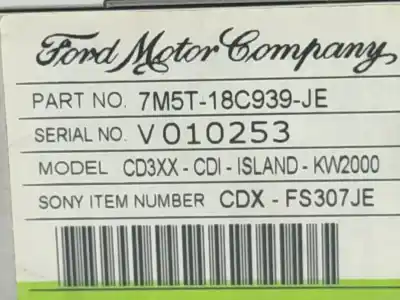 Ford Motor Company
PART NO. 7M5T-18C939-JE
SERIAL NO. V010253
MODEL CD3XX - CDI - ISLAND - KW2000
SONY ITEM NUMBER CDX - FS307JE